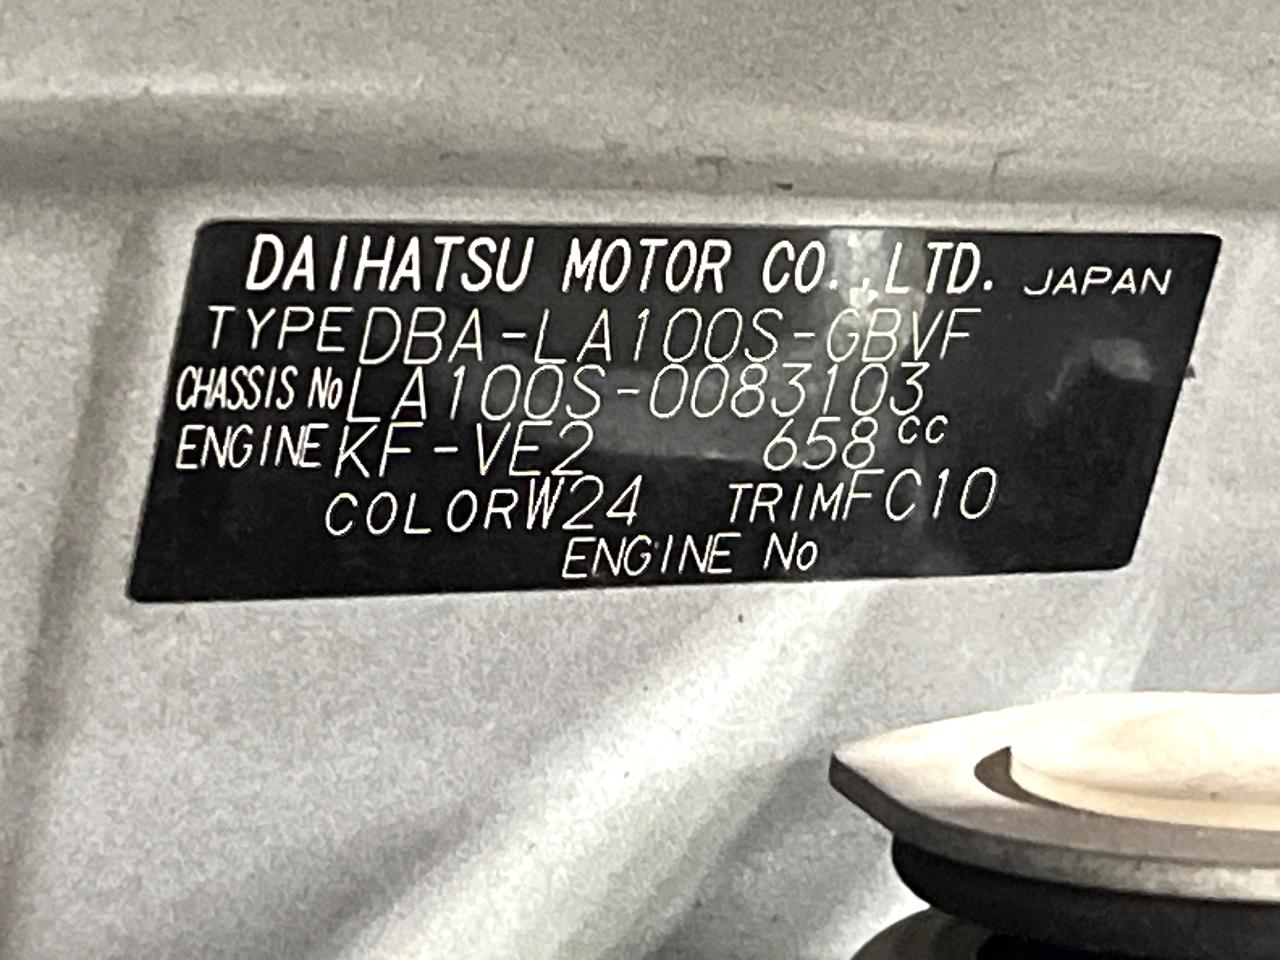 DAIHATSU MOTOR CO.,LTD. JAPAN
TYPE DBA-LA100S-GBVF
CHASSIS No LA100S-0083103
ENGINE KF-VE2 658cc
COLOR W24 TRIM FC10
ENGINE No